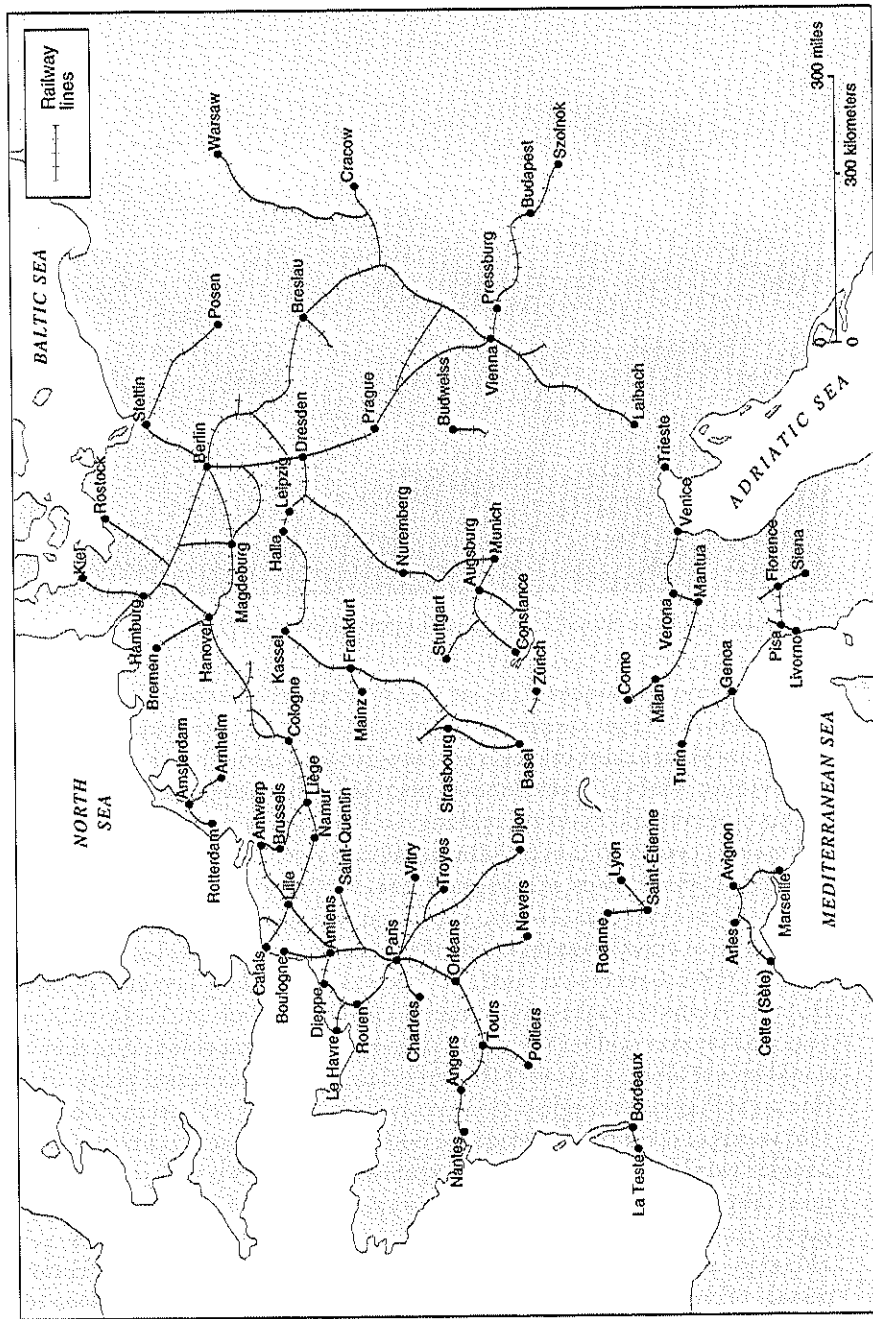 Railway
lines
BALTIC SEA
NORTH
SEA
ADRIATIC SEA
MEDITERRANEAN SEA
300 miles
300 kilometers
0
0
Warsaw
Cracow
Szolnok
Budapest
Pressburg
Vienna
Posen
Breslau
Stettin
Berlin
Dresden
Prague
Budweiss
Laibach
Trieste
Rostock
Leipzig
Halle
Magdeburg
Nuremberg
Augsburg
Munich
Venice
Kiel
Hamburg
Hanover
Bremen
Kassel
Frankfurt
Mainz
Stuttgart
Constance
Zürich
Verona
Mantua
Como
Milan
Genoa
Turin
Florence
Siena
Pisa
Livorno
Cologne
Strasbourg
Basel
Amsterdam
Arnheim
Rotterdam
Antwerp
Brussels
Liège
Namur
Saint-Quentin
Lille
Amiens
Vitry
Troyes
Dijon
Paris
Nevers
Orléans
Calais
Boulogne
Dieppe
Le Havre
Rouen
Chartres
Tours
Angers
Poitiers
Nantes
Lyon
Saint-Étienne
Roanne
Avignon
Arles
Marseille
Cette (Sète)
Bordeaux
La Teste